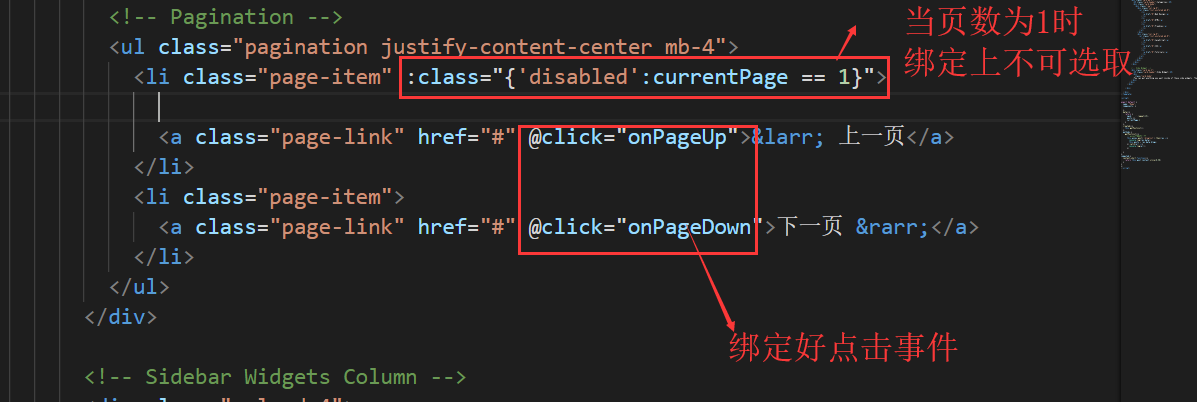 <!-- Pagination -->
<ul class="pagination justify-content-center mb-4">
<li class="page-item" :class="{'disabled':currentPage == 1}">
<a class="page-link" href="#" @click="onPageUp">&larr; 上一页</a>
</li>
<li class="page-item">
<a class="page-link" href="#" @click="onPageDown">下一页 &rarr;</a>
</li>
</ul>
</div>
<!-- Sidebar Widgets Column -->
当页数为1时
绑定上不可选取
绑定好点击事件